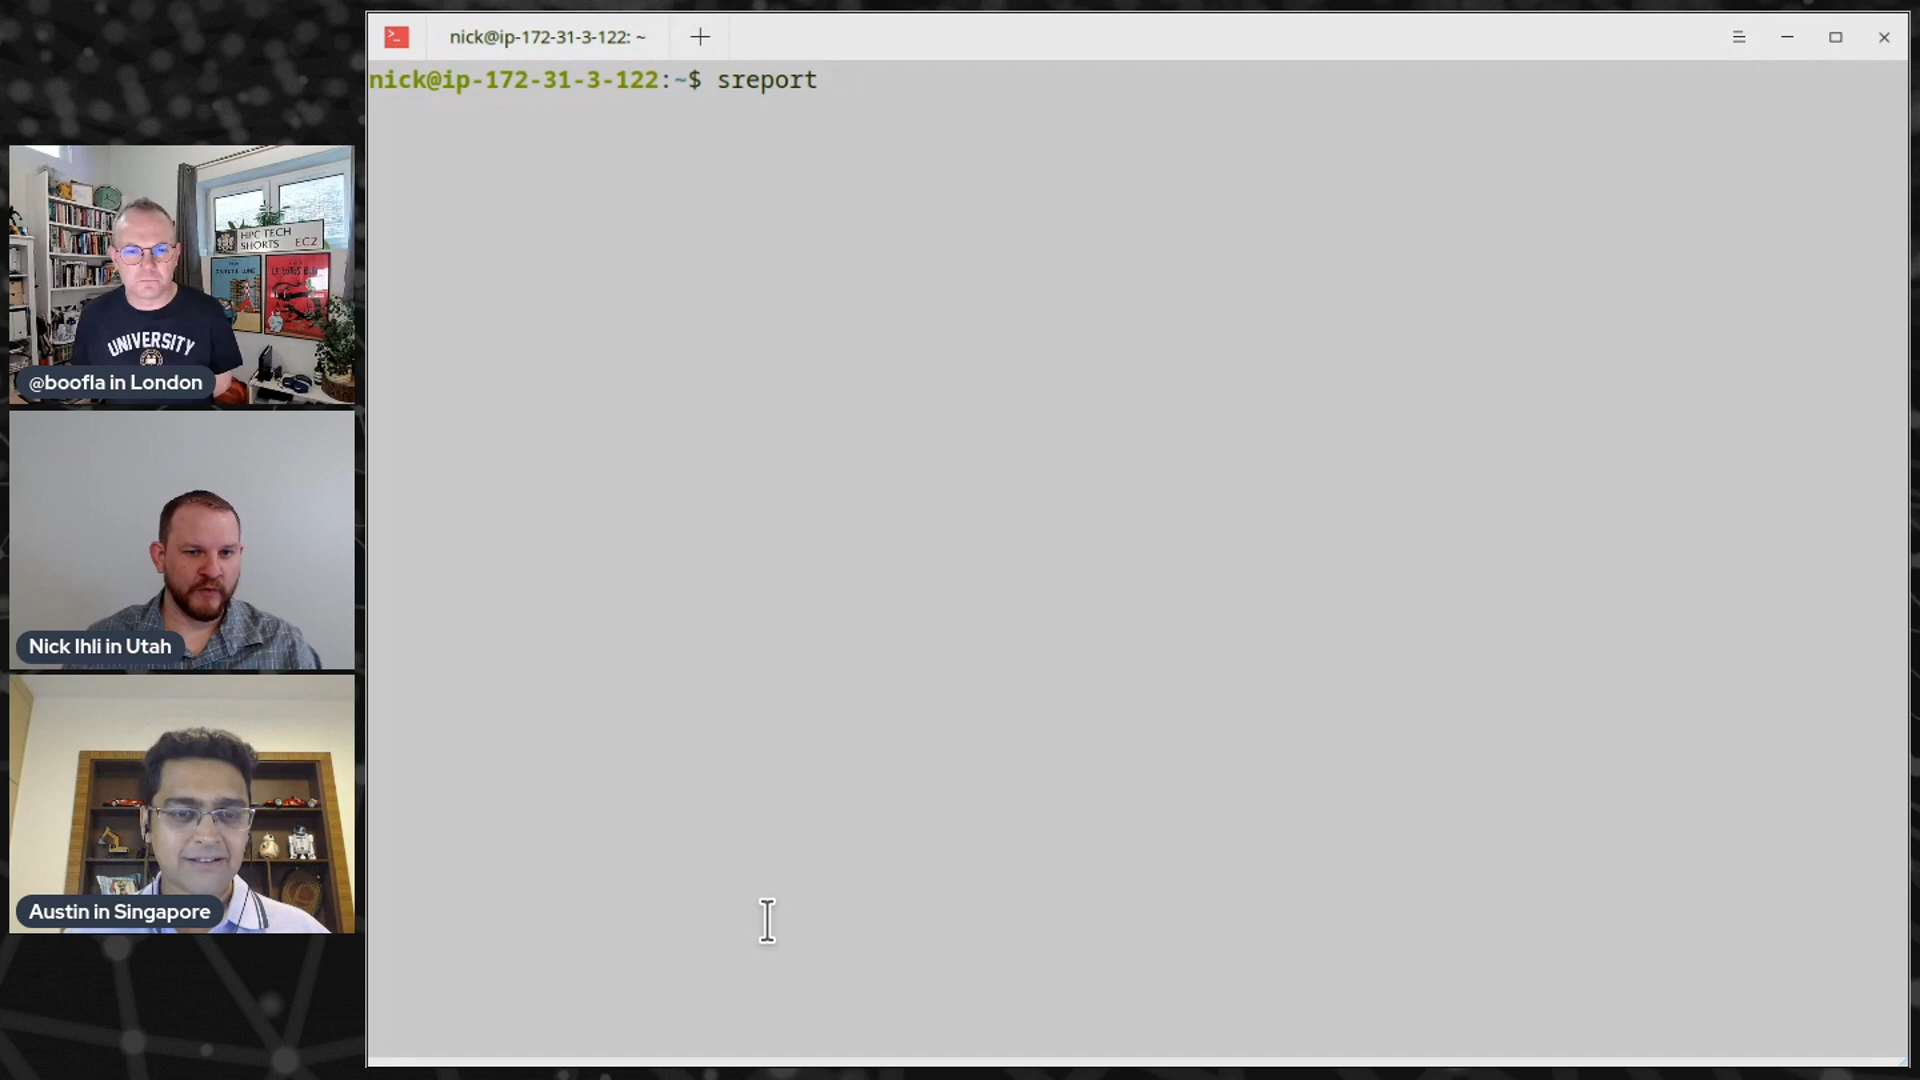 nick@ip-172-31-3-122: ~
nick@ip-172-31-3-122:~$ sreport
HPC TECH
SHORTS EC2
UNIVERSITY
@boofla in London
Nick Ihli in Utah
Austin in Singapore